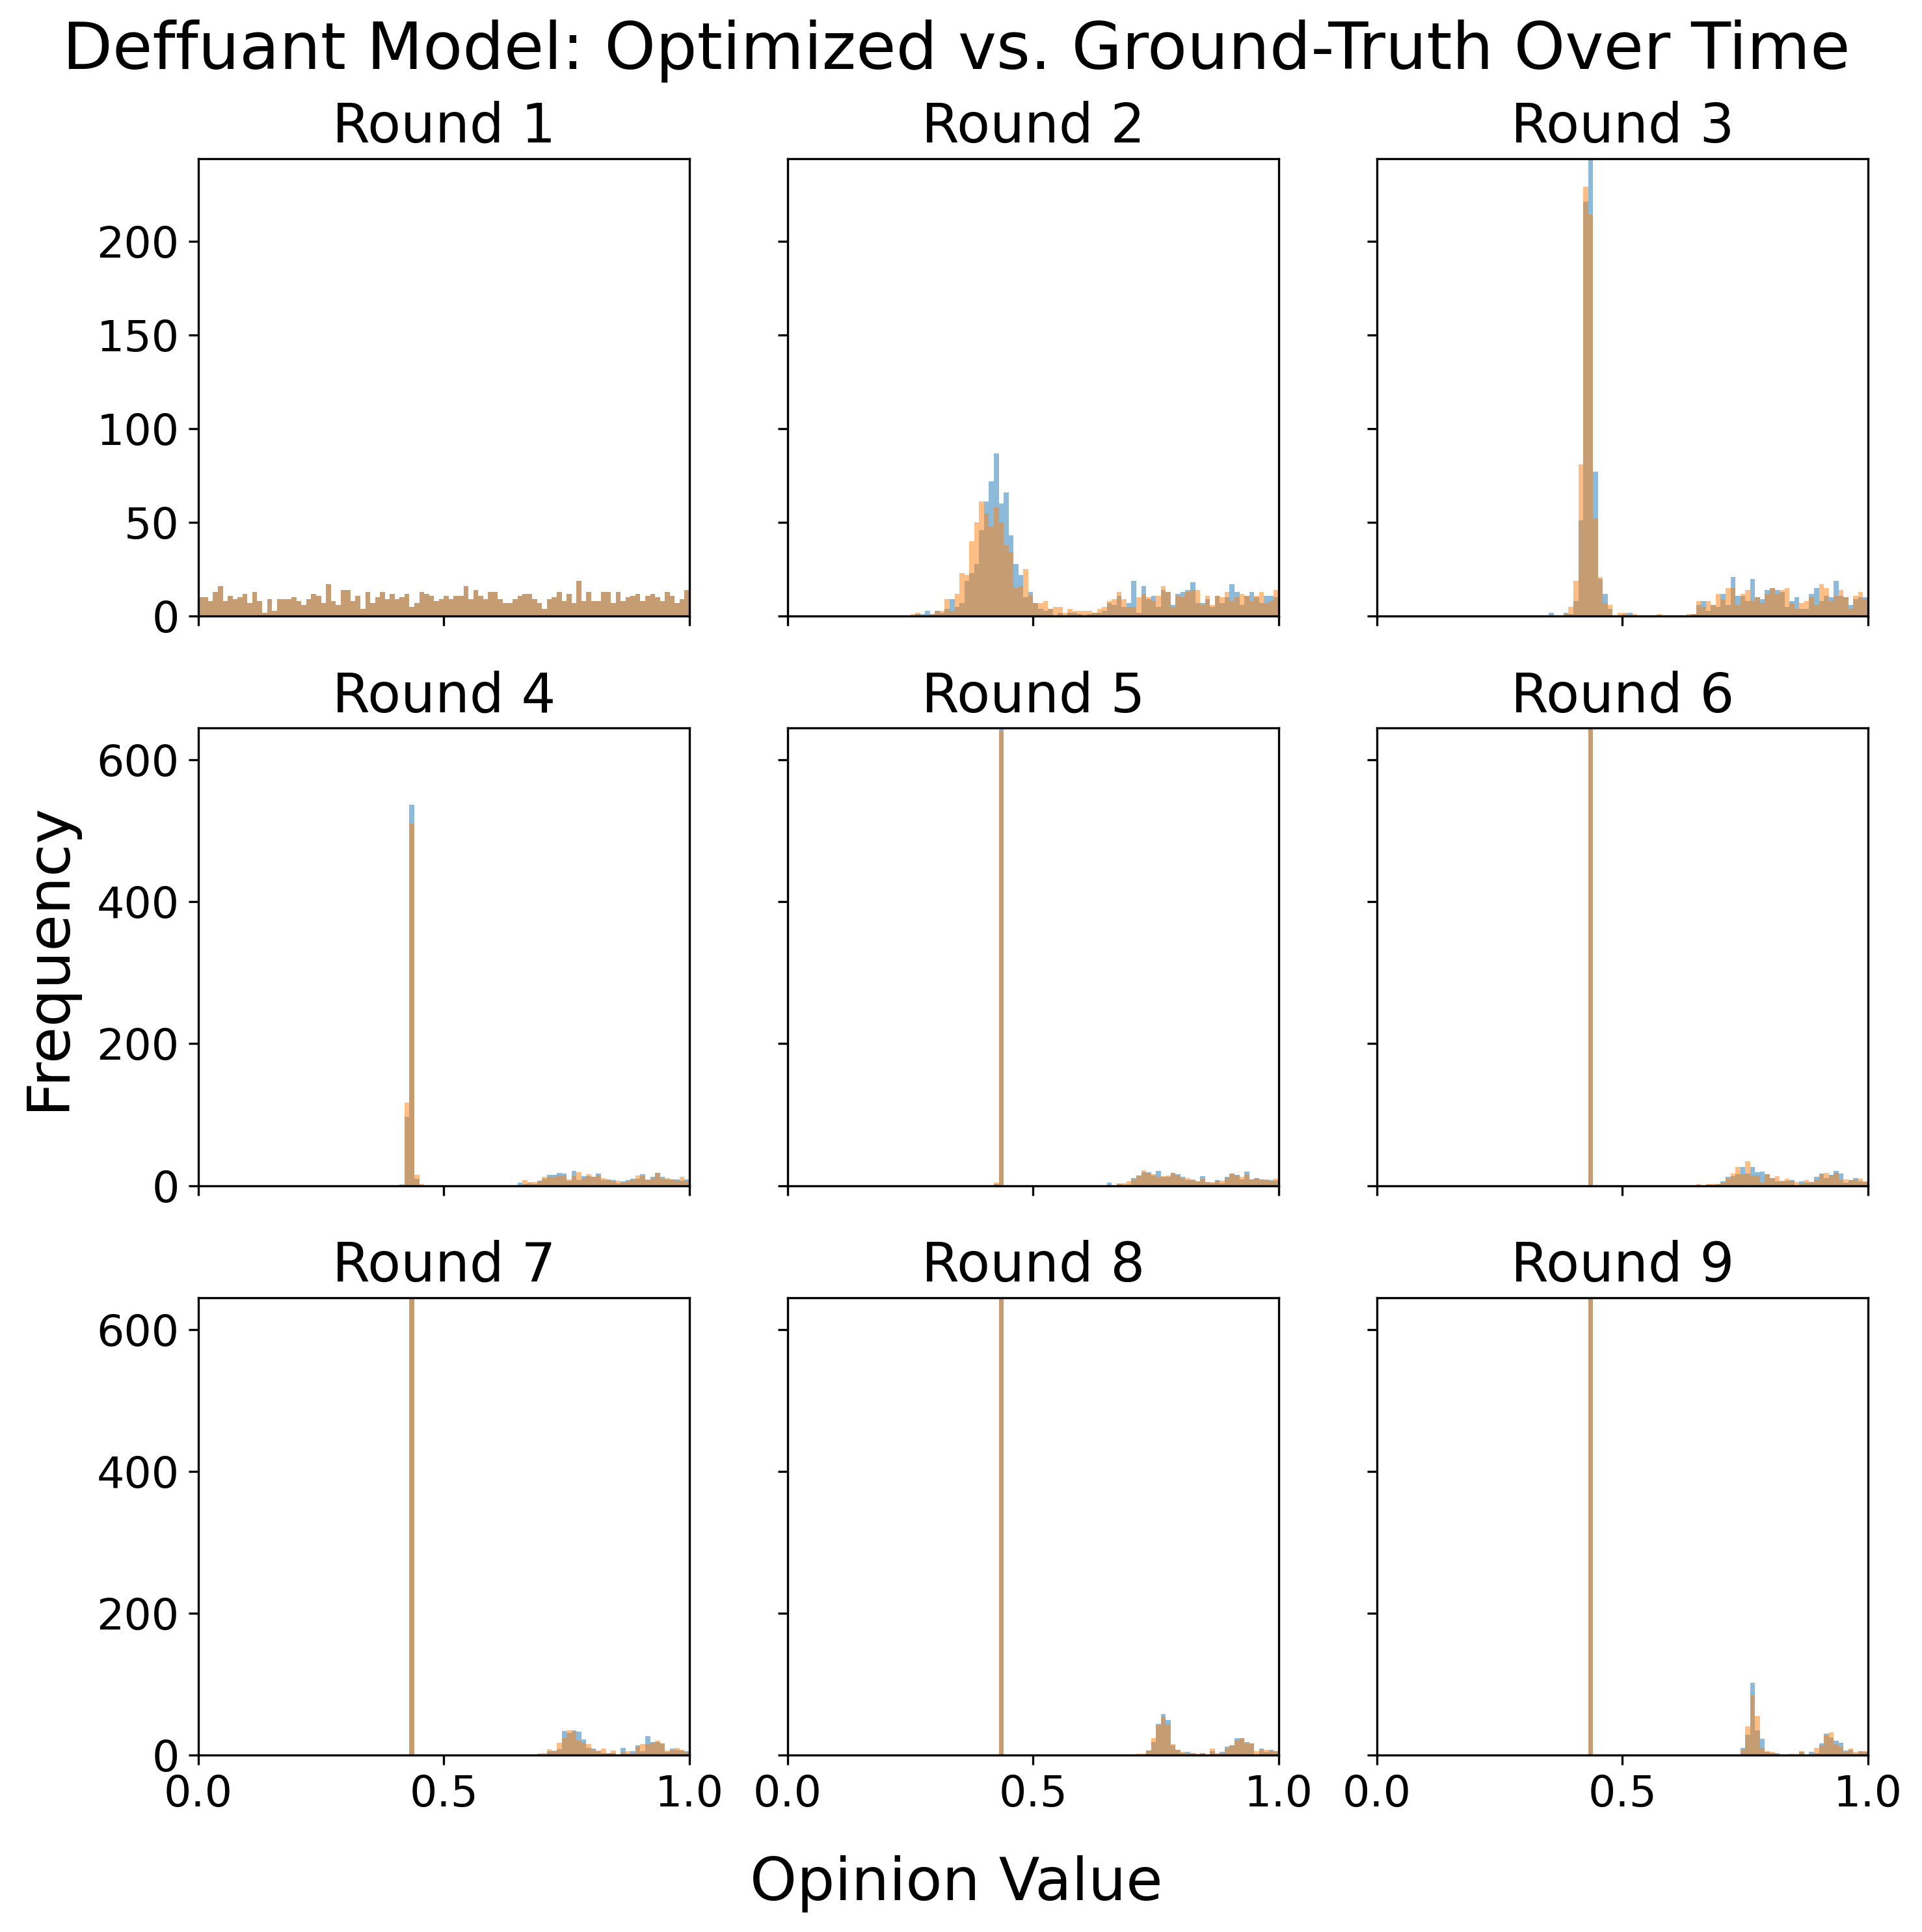 Deffuant Model: Optimized vs. Ground-Truth Over Time
Round 1
Round 2
Round 3
200
150
100
50
0
Round 4
Round 5
Round 6
600
400
200
0
Frequency
Round 7
Round 8
Round 9
600
400
200
0
0.0 0.5 1.0 0.0 0.5 1.0 0.0 0.5 1.0
Opinion Value